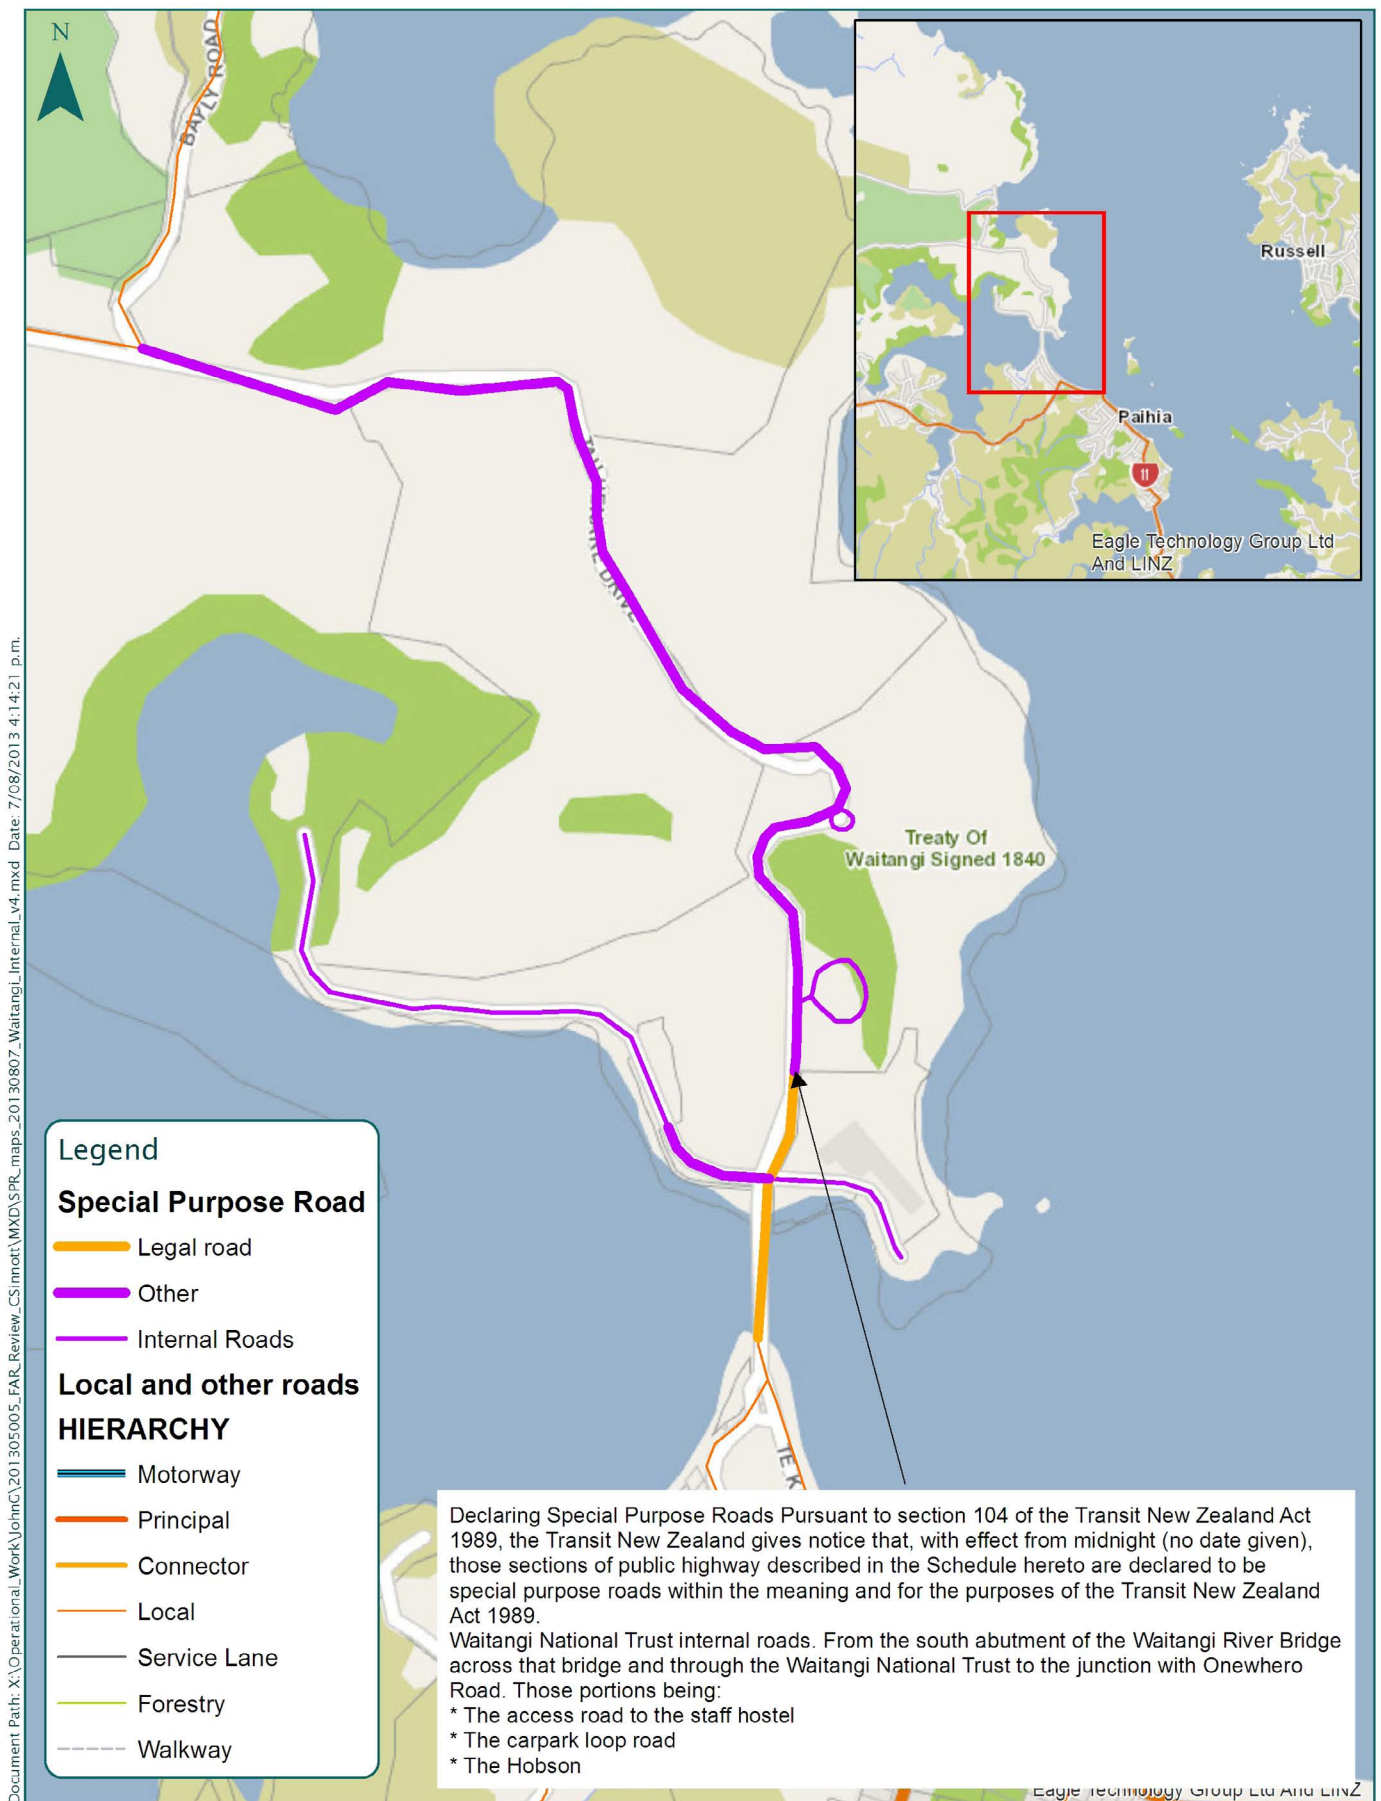 N
BAYLY ROAD
Russell
Paihia
11
Eagle Technology Group Ltd
And LINZ
DRIVE
Treaty Of
Waitangi Signed 1840
Document Path: X:\Operational_Work\JohnG\201305005_FAR_Review_CSinnott\MXD\SPR_maps_20130807_Waitangi_Internal_v4.mxd Date: 7/08/2013 4:14:21 p.m.
Legend
Special Purpose Road
Legal road
Other
Internal Roads
Local and other roads
HIERARCHY
Motorway
Principal
Connector
Local
Service Lane
Forestry
Walkway
TE K
Declaring Special Purpose Roads Pursuant to section 104 of the Transit New Zealand Act
1989, the Transit New Zealand gives notice that, with effect from midnight (no date given),
those sections of public highway described in the Schedule hereto are declared to be
special purpose roads within the meaning and for the purposes of the Transit New Zealand
Act 1989.
Waitangi National Trust internal roads. From the south abutment of the Waitangi River Bridge
across that bridge and through the Waitangi National Trust to the junction with Onewhero
Road. Those portions being:
* The access road to the staff hostel
* The carpark loop road
* The Hobson
Eagle Technology Group Ltd And LINZ